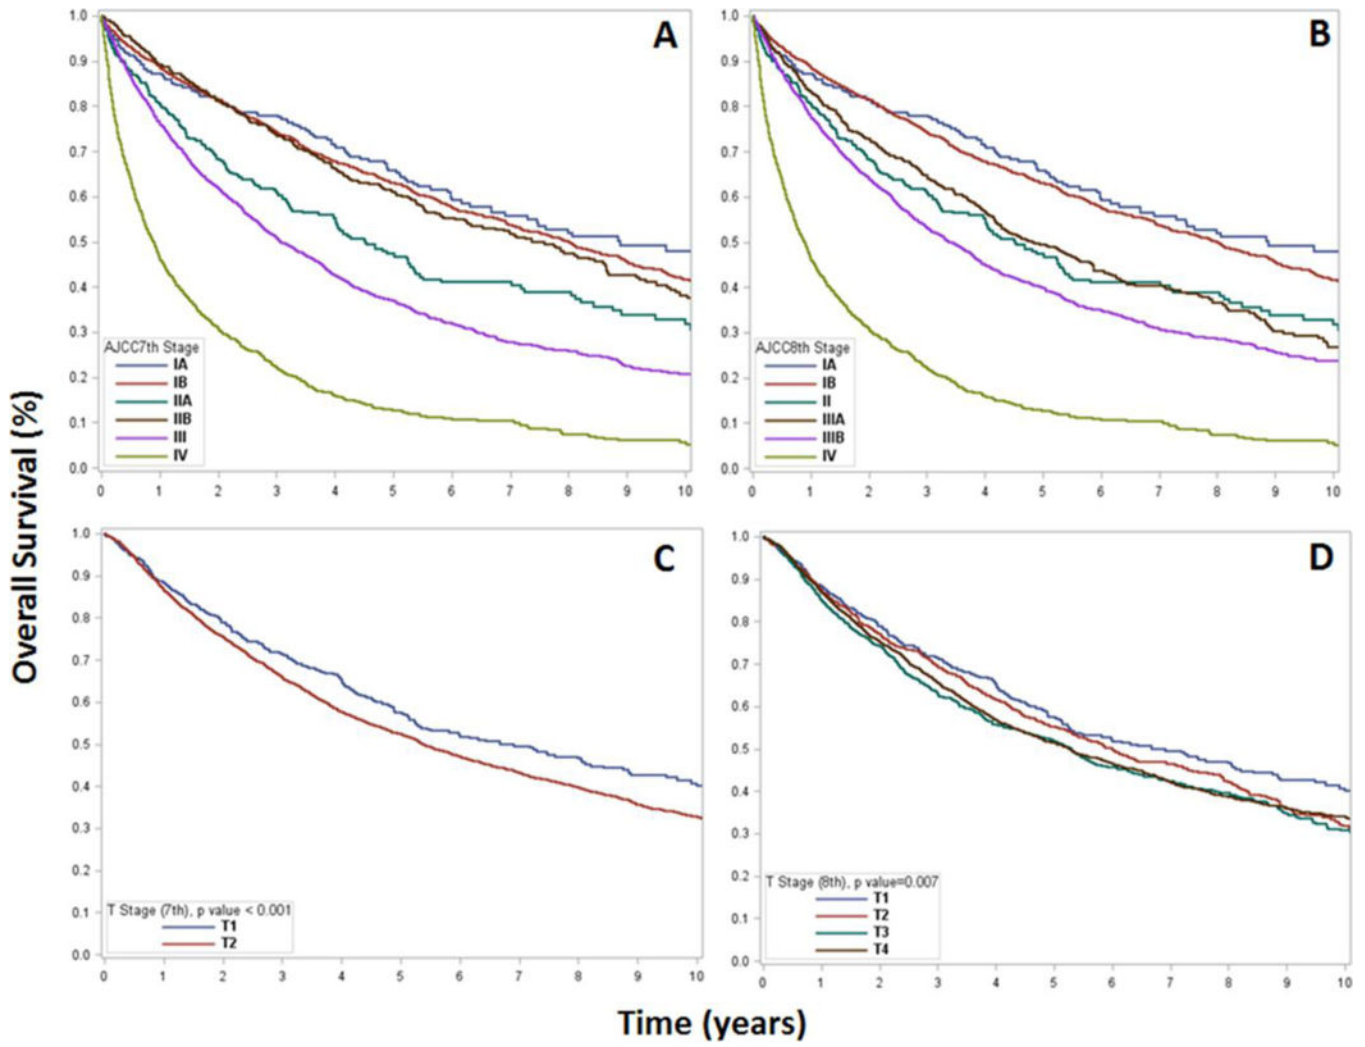 Overall Survival (%)
A
1.0
0.9
0.8
0.7
0.6
0.5
0.4
0.3
0.2
0.1
0.0
AJCC7th Stage
IA
IB
IIA
IIB
III
IV
0 1 2 3 4 5 6 7 8 9 10
B
1.0
0.9
0.8
0.7
0.6
0.5
0.4
0.3
0.2
0.1
0.0
AJCC8th Stage
IA
IB
II
IIIA
IIIB
IV
0 1 2 3 4 5 6 7 8 9 10
C
1.0
0.9
0.8
0.7
0.6
0.5
0.4
0.3
0.2
0.1
0.0
T Stage (7th), p value < 0.001
T1
T2
0 1 2 3 4 5 6 7 8 9 10
D
1.0
0.9
0.8
0.7
0.6
0.5
0.4
0.3
0.2
0.1
0.0
T Stage (8th), p value=0.007
T1
T2
T3
T4
0 1 2 3 4 5 6 7 8 9 10
Time (years)